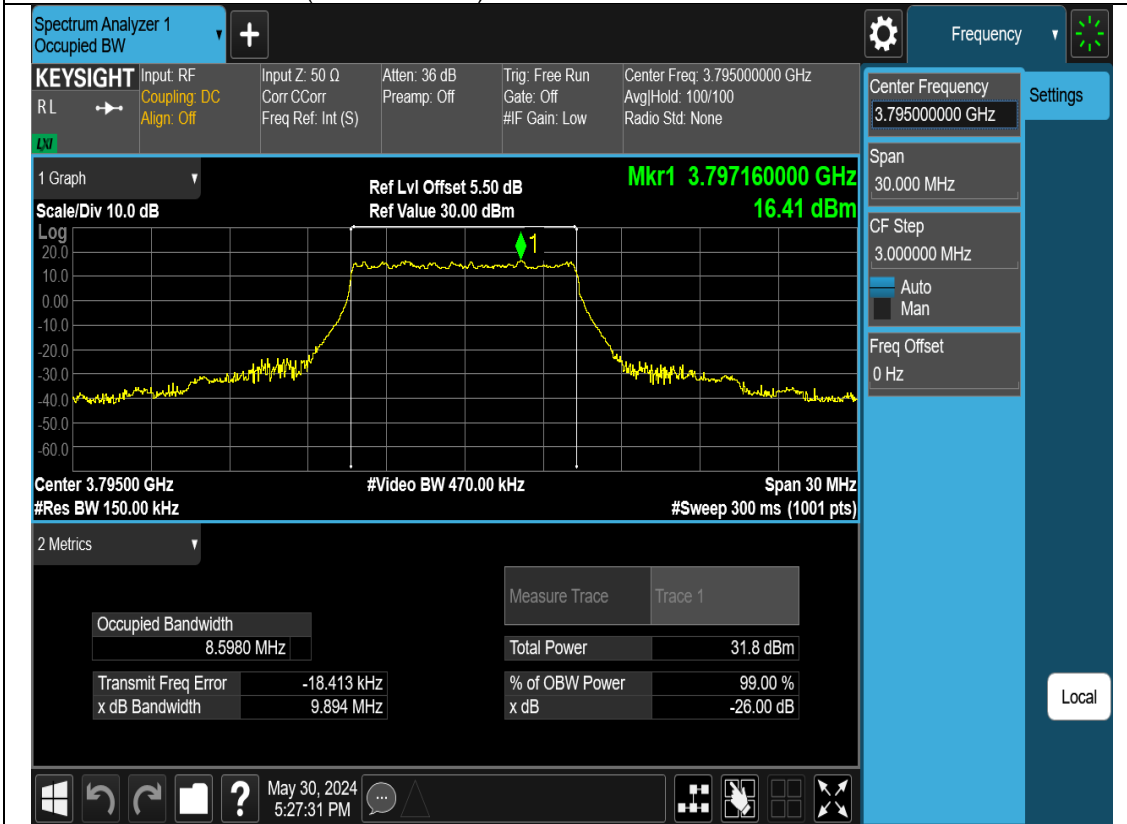 Spectrum Analyzer 1
Occupied BW
+
Frequency
KEYSIGHT
RL
LXI
Input: RF
Coupling: DC
Align: Off
Input Z: 50 Ω
Corr CCorr
Freq Ref: Int (S)
Atten: 36 dB
Preamp: Off
Trig: Free Run
Gate: Off
#IF Gain: Low
Center Freq: 3.795000000 GHz
Avg|Hold: 100/100
Radio Std: None
1 Graph
Scale/Div 10.0 dB
Ref Lvl Offset 5.50 dB
Ref Value 30.00 dBm
Mkr1 3.797160000 GHz
16.41 dBm
Log
20.0
10.0
0.00
-10.0
-20.0
-30.0
-40.0
-50.0
-60.0
1
Center 3.79500 GHz
#Res BW 150.00 kHz
#Video BW 470.00 kHz
Span 30 MHz
#Sweep 300 ms (1001 pts)
2 Metrics
Measure Trace Trace 1
Occupied Bandwidth
8.5980 MHz
Total Power 31.8 dBm
Transmit Freq Error -18.413 kHz
% of OBW Power 99.00 %
x dB Bandwidth 9.894 MHz
x dB -26.00 dB
Center Frequency
3.795000000 GHz
Settings
Span
30.000 MHz
CF Step
3.000000 MHz
Auto
Man
Freq Offset
0 Hz
Local
?
May 30, 2024
5:27:31 PM